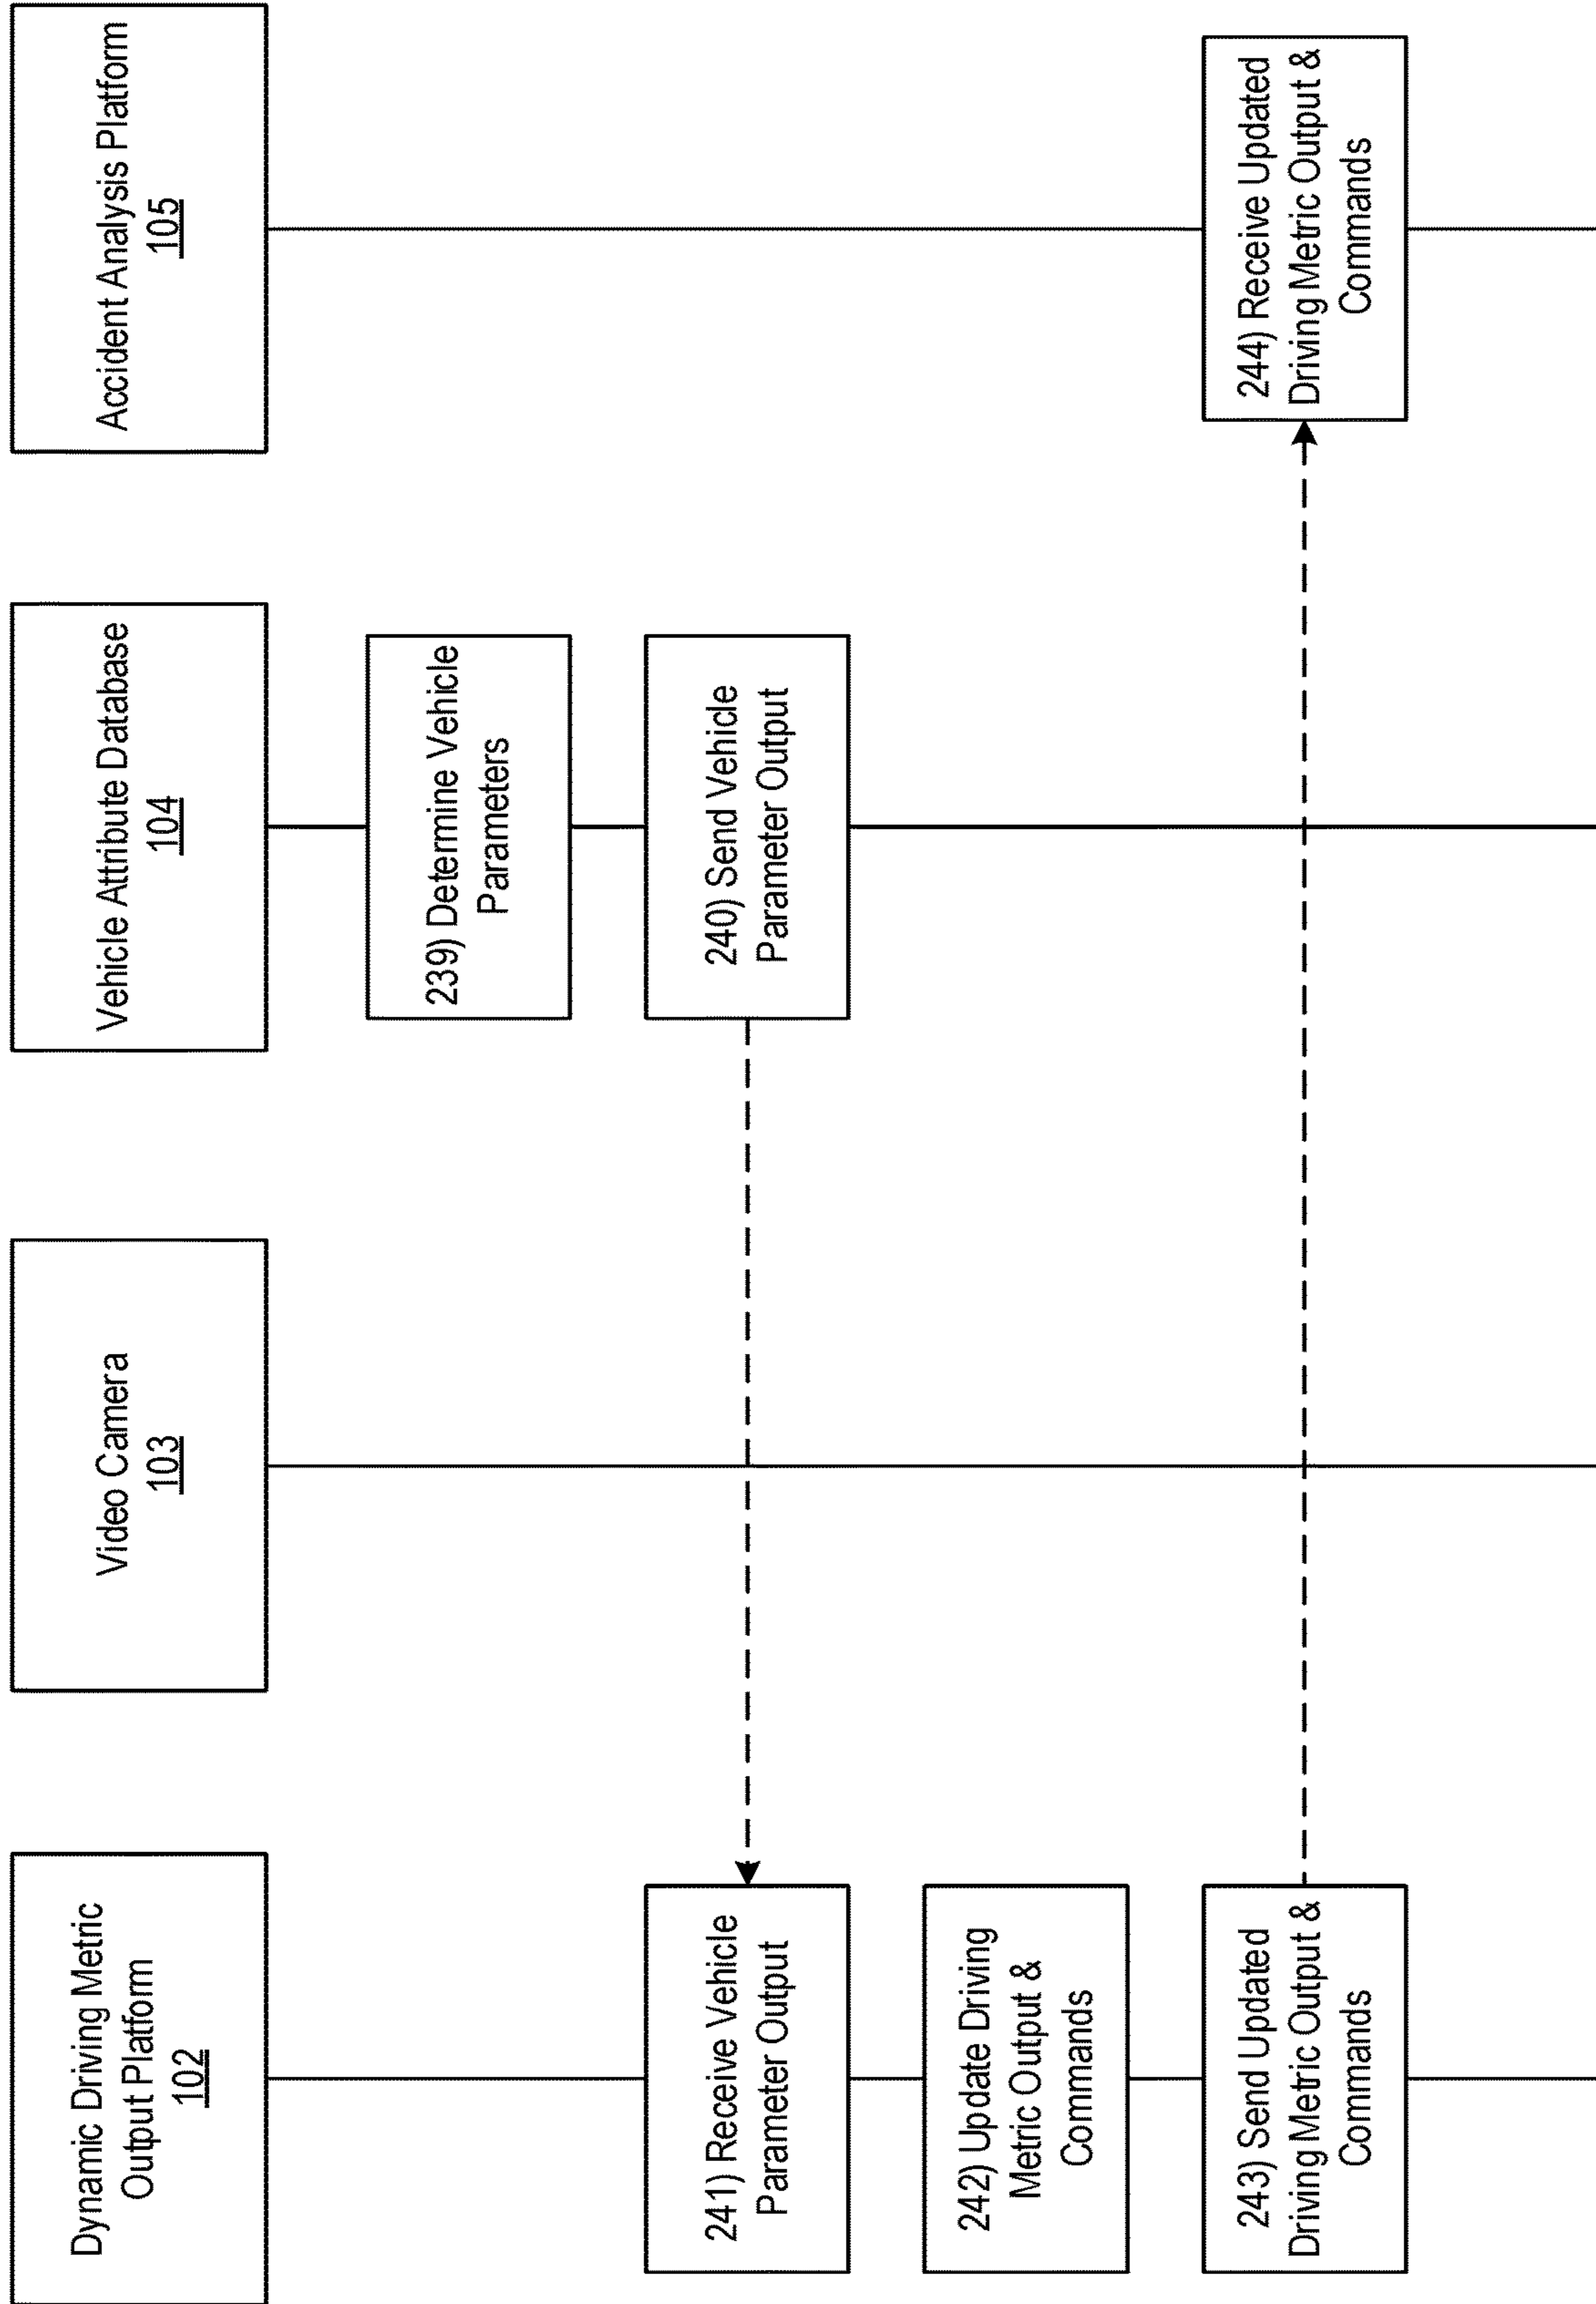 Dynamic Driving Metric
Output Platform
102
Video Camera
103
Vehicle Attribute Database
104
Accident Analysis Platform
105
239) Determine Vehicle
Parameters
241) Receive Vehicle
Parameter Output
240) Send Vehicle
Parameter Output
242) Update Driving
Metric Output &
Commands
243) Send Updated
Driving Metric Output &
Commands
244) Receive Updated
Driving Metric Output &
Commands